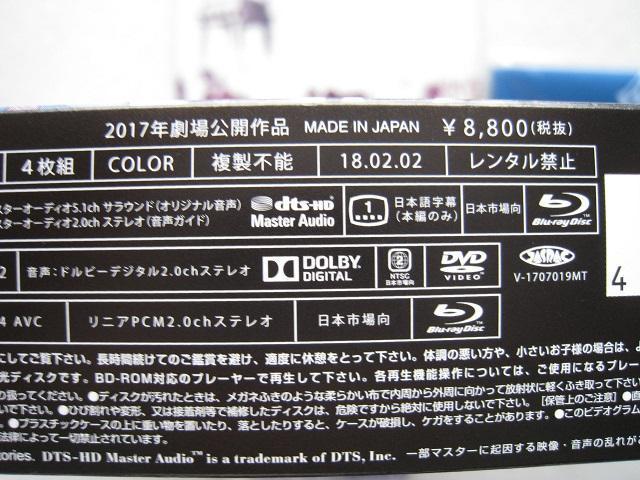 2017年劇場公開作品 MADE IN JAPAN ¥8,800(税抜)
4枚組 COLOR 複製不能 18.02.02 レンタル禁止
スターオーディオ5.1ch サラウンド(オリジナル音声)
スターオーディオ2.0ch ステレオ(音声ガイド)
dts-HD Master Audio
1 日本語字幕(本編のみ) 日本市場向 Blu-ray Disc
2 音声:ドルビーデジタル2.0chステレオ DOLBY DIGITAL 2 NTSC 日本市場向 DVD VIDEO JASRAC V-1707019MT
4
4 AVC リニアPCM2.0chステレオ 日本市場向 Blu-ray Disc
してご覧下さい。長時間続けてのご鑑賞を避け、適度に休憩をとって下さい。体調の悪い方や、小さいお子様の場合は、よ
光ディスクです。BD-ROM対応のプレーヤーで再生して下さい。各再生機能操作については、ご使用になるプレー
の扱って下さい。●ディスクが汚れたときは、メガネふきのような柔らかい布で内周から外周に向かって放射状に軽くふき取って下さい
いで下さい。●ひび割れや変形、又は接着剤等で補修したディスクは、危険ですから絶対に使用しないで下さい。[保管上のご注意]●直
い。●プラスチックケースの上に重い物を置いたり、落としたりすると、ケースが破損し、ケガをすることがあります。●このビデオグラム
法律によって一切禁止されています。
ories. DTS-HD Master Audio™ is a trademark of DTS, Inc. 一部マスターに起因する映像・音声の乱れが